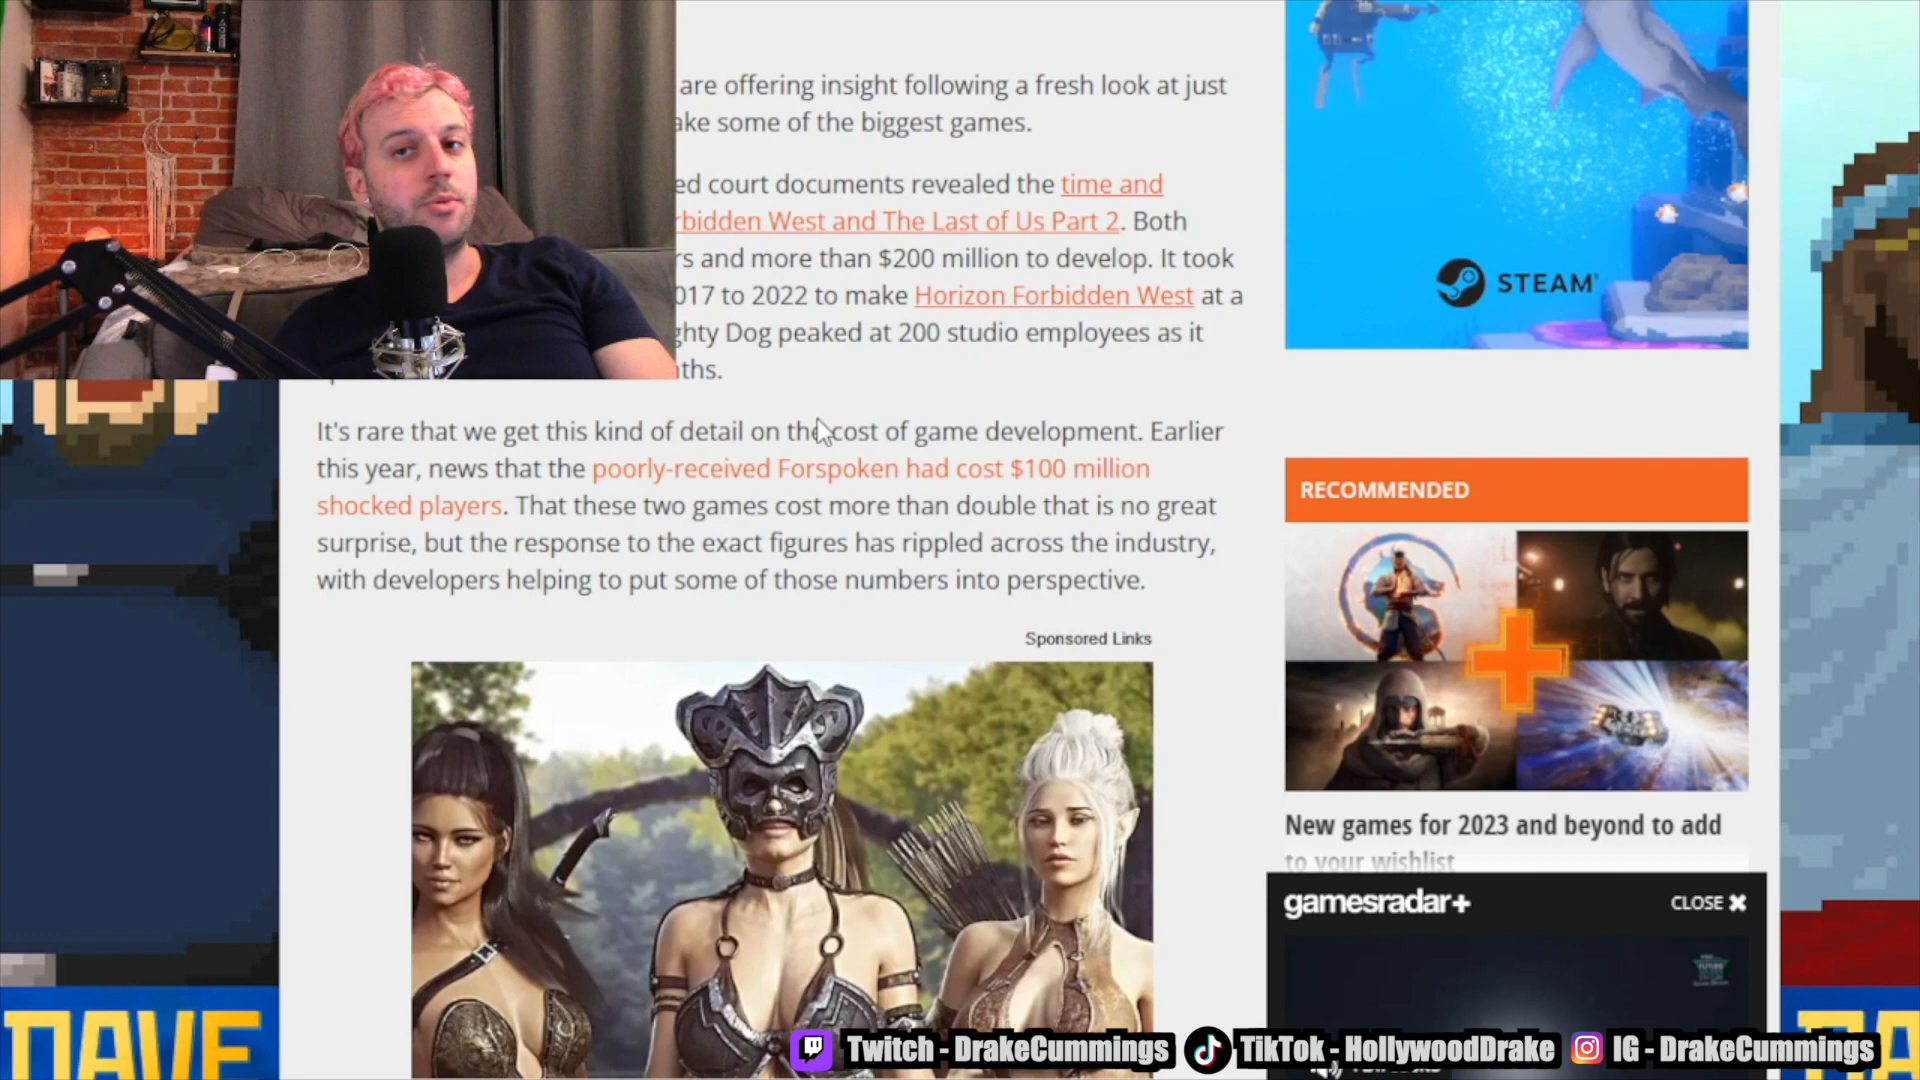 are offering insight following a fresh look at just
ake some of the biggest games.
ed court documents revealed the time and
rbidden West and The Last of Us Part 2. Both
rs and more than $200 million to develop. It took
017 to 2022 to make Horizon Forbidden West at a
ghty Dog peaked at 200 studio employees as it
nths.
It's rare that we get this kind of detail on the cost of game development. Earlier
this year, news that the poorly-received Forspoken had cost $100 million
shocked players. That these two games cost more than double that is no great
surprise, but the response to the exact figures has rippled across the industry,
with developers helping to put some of those numbers into perspective.
Sponsored Links
STEAM
RECOMMENDED
New games for 2023 and beyond to add
to your wishlist
gamesradar+
CLOSE
DAVE
Twitch - DrakeCummings
TikTok - HollywoodDrake
IG - DrakeCummings
DA